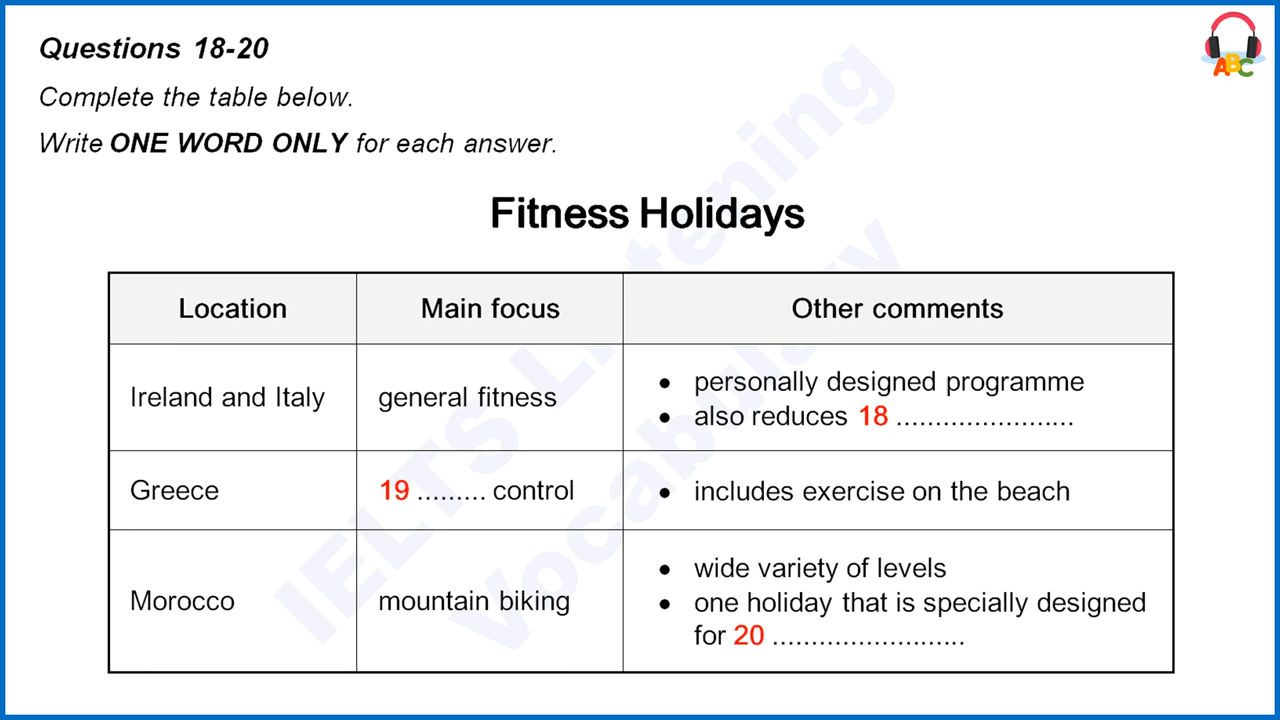 Questions 18-20
Complete the table below.
Write ONE WORD ONLY for each answer.
ABC
Fitness Holidays
Location
Main focus
Other comments
Ireland and Italy
general fitness
• personally designed programme
• also reduces 18 .......................
Greece
19 ......... control
• includes exercise on the beach
Morocco
mountain biking
• wide variety of levels
• one holiday that is specially designed
for 20 .........................
IELTS Listening
Vocabulary